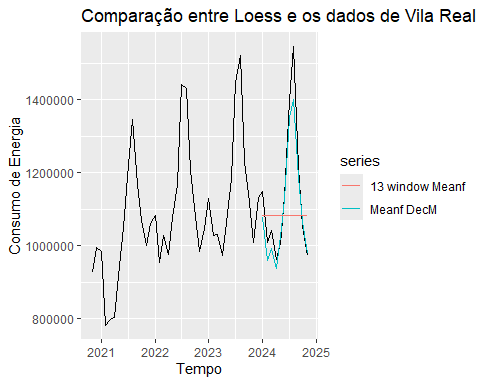 Comparação entre Loess e os dados de Vila Real
Consumo de Energia
1400000
1200000
1000000
800000
2021
2022
2023
2024
2025
Tempo
series
13 window Meanf
Meanf DecM